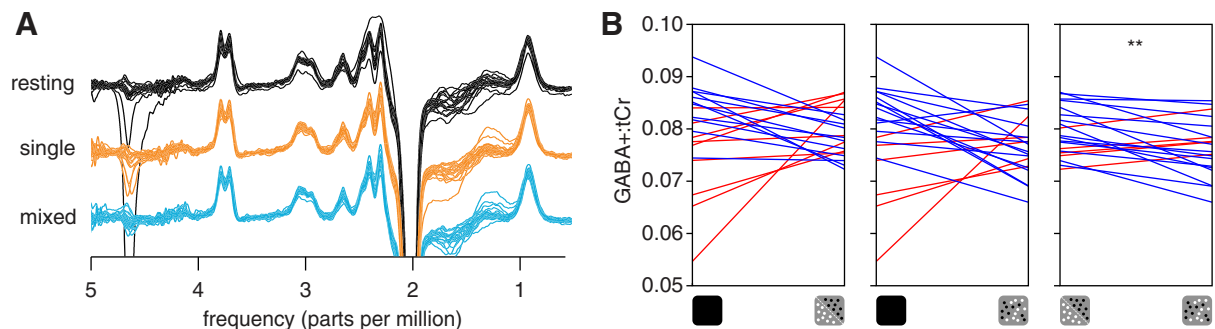 A
resting
single
mixed
5 4 3 2 1
frequency (parts per million)
B
GABA+:tCr
0.10
0.09
0.08
0.07
0.06
0.05
**